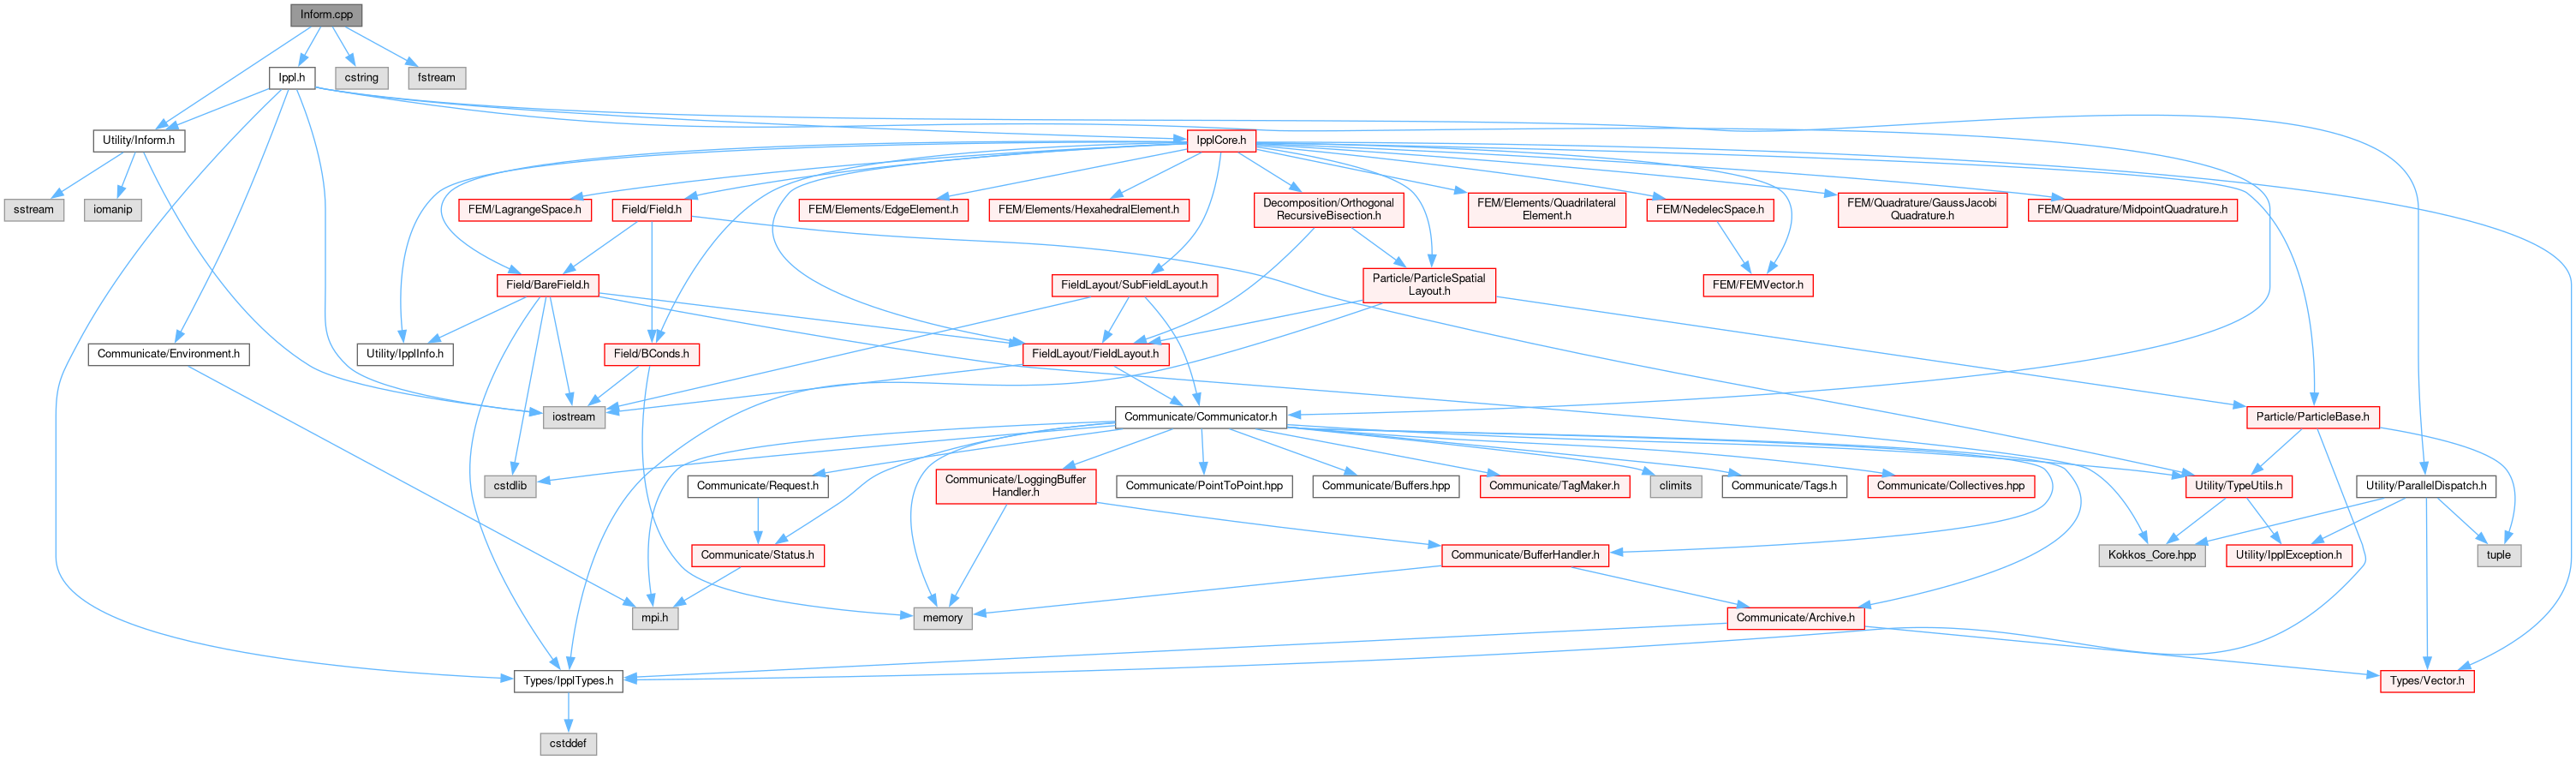 Inform.cpp
Ippl.h
cstring
fstream
Utility/Inform.h
IpplCore.h
sstream
iomanip
FEM/LagrangeSpace.h
Field/Field.h
FEM/Elements/EdgeElement.h
FEM/Elements/HexahedralElement.h
Decomposition/Orthogonal
RecursiveBisection.h
FEM/Elements/Quadrilateral
Element.h
FEM/NedelecSpace.h
FEM/Quadrature/GaussJacobi
Quadrature.h
FEM/Quadrature/MidpointQuadrature.h
Field/BareField.h
FieldLayout/SubFieldLayout.h
Particle/ParticleSpatial
Layout.h
FEM/FEMVector.h
Communicate/Environment.h
Utility/IpplInfo.h
Field/BConds.h
FieldLayout/FieldLayout.h
iostream
Communicate/Communicator.h
Particle/ParticleBase.h
cstdlib
Communicate/Request.h
Communicate/LoggingBuffer
Handler.h
Communicate/PointToPoint.hpp
Communicate/Buffers.hpp
Communicate/TagMaker.h
climits
Communicate/Tags.h
Communicate/Collectives.hpp
Utility/TypeUtils.h
Utility/ParallelDispatch.h
Communicate/Status.h
Communicate/BufferHandler.h
Kokkos_Core.hpp
Utility/IpplException.h
tuple
mpi.h
memory
Communicate/Archive.h
Types/IpplTypes.h
Types/Vector.h
cstddef